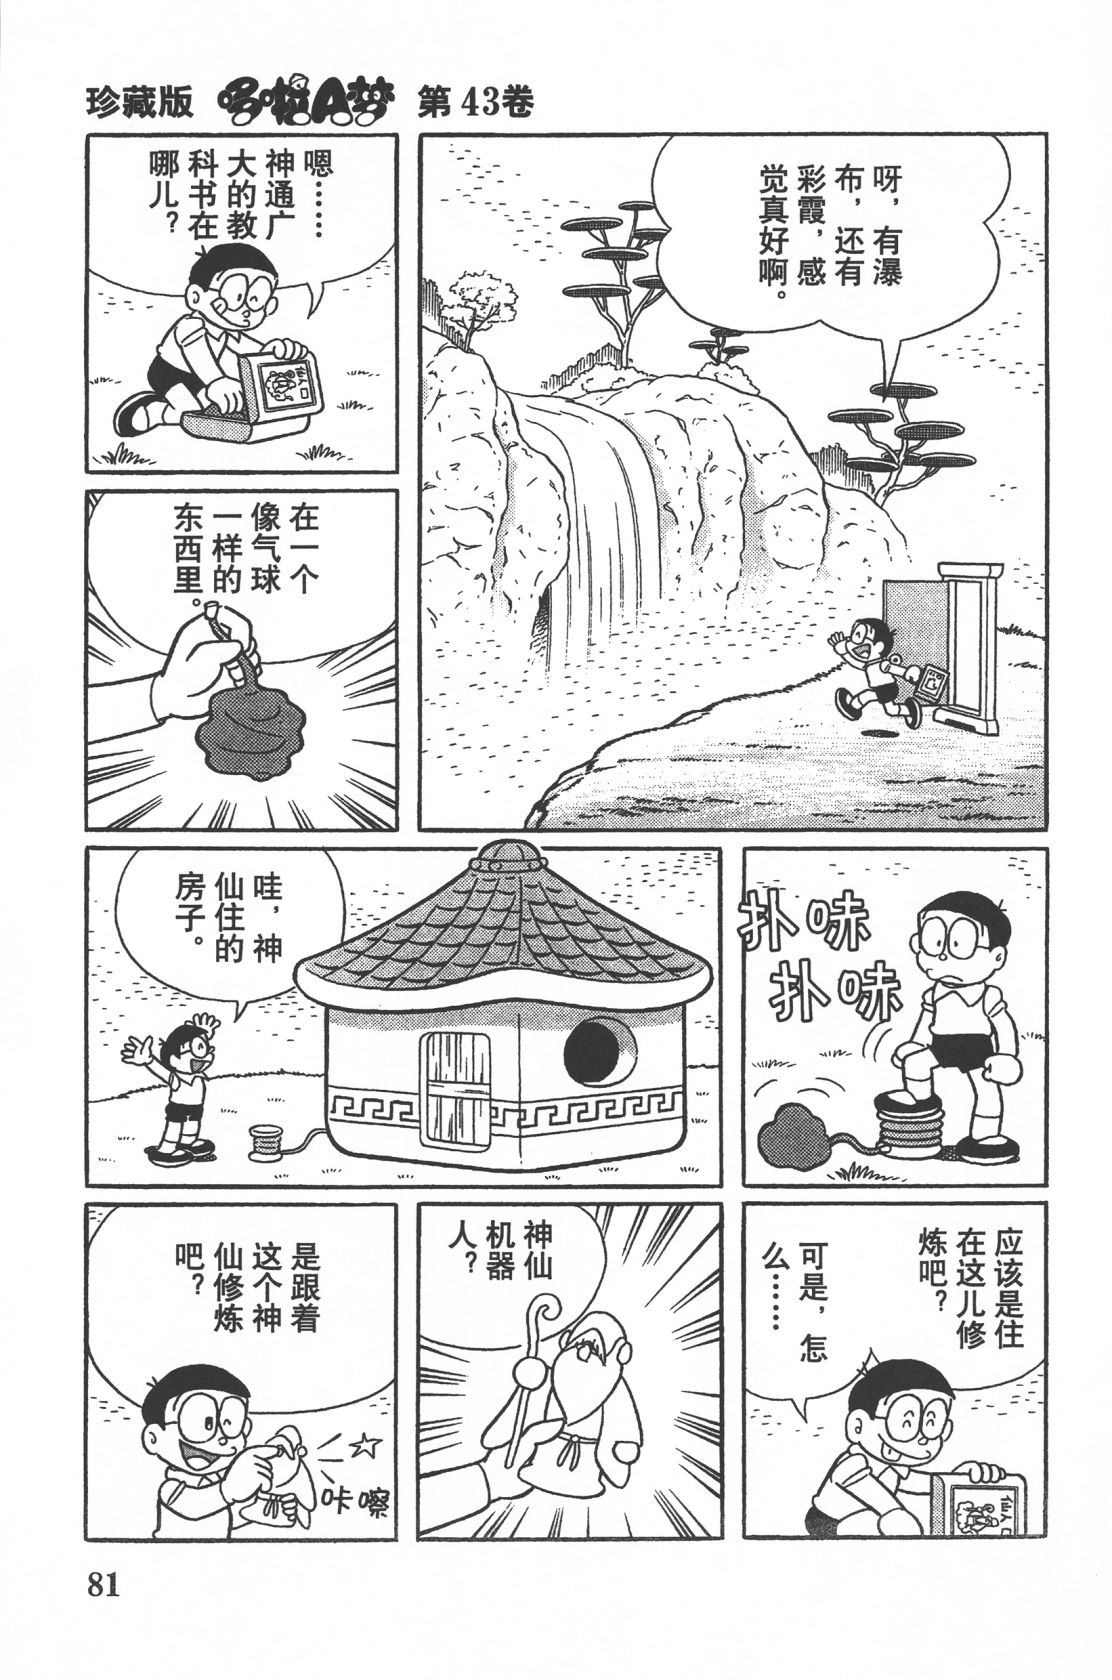 珍藏版 哆啦A梦 第43卷
呀，有瀑
布，还有
彩霞，感
觉真好啊。
嗯……
神通广
大的教
科书在
哪儿？
在一个
像气球
一样的
东西里。
扑哧
扑哧
哇，神
仙住的
房子。
应该是住
在这儿修
炼吧？
可是，怎
么……
神仙
机器
人？
是跟着
这个神
仙修炼
吧？
咔嚓
81